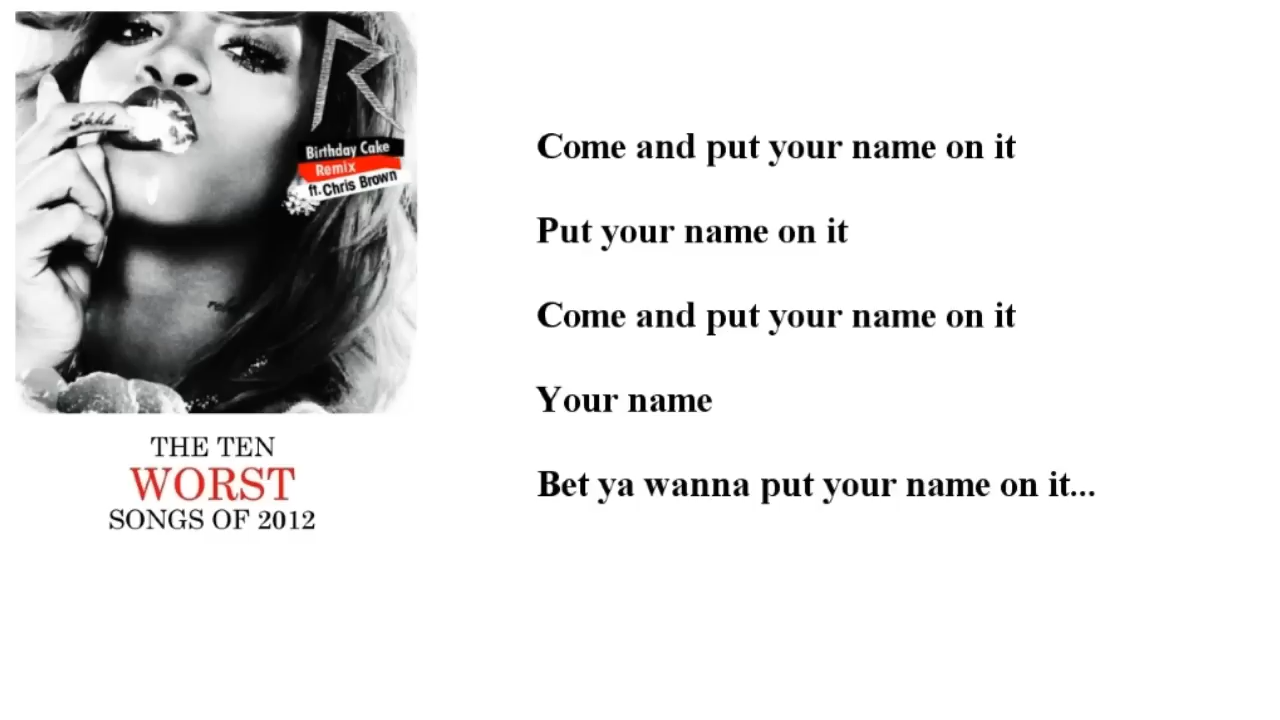 Shhh
R
Birthday Cake
Remix
ft. Chris Brown
THE TEN
WORST
SONGS OF 2012
Come and put your name on it
Put your name on it
Come and put your name on it
Your name
Bet ya wanna put your name on it...